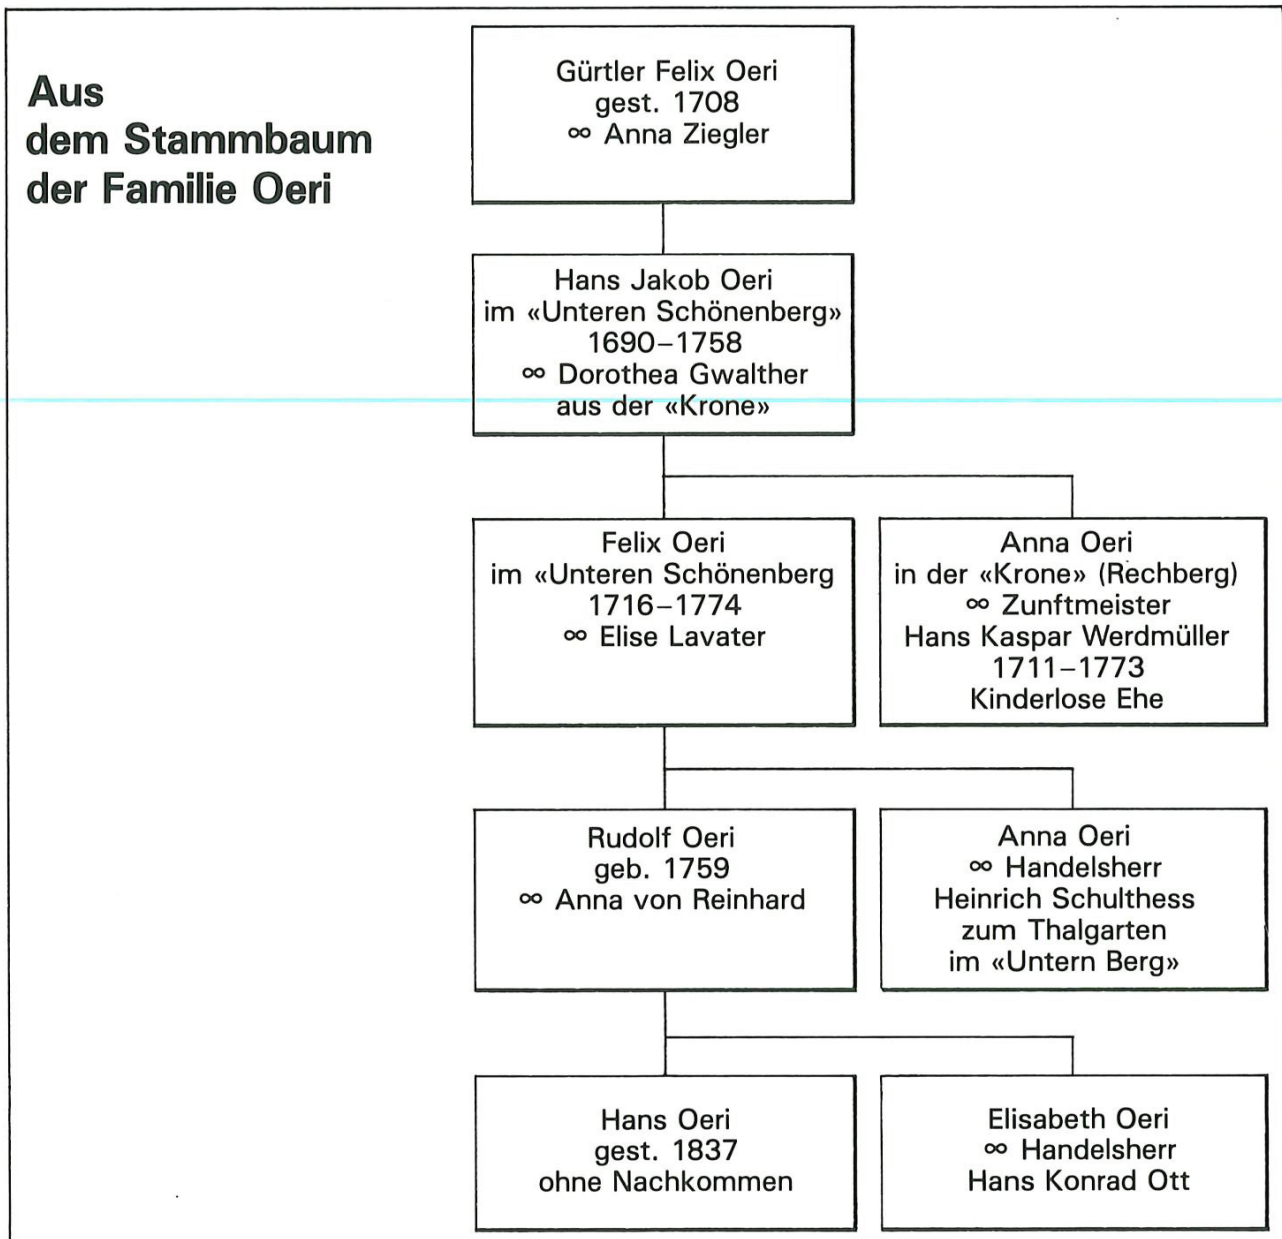 Aus
dem Stammbaum
der Familie Oeri
Gürtler Felix Oeri
gest. 1708
∞ Anna Ziegler
Hans Jakob Oeri
im «Unteren Schönenberg»
1690–1758
∞ Dorothea Gwalther
aus der «Krone»
Felix Oeri
im «Unteren Schönenberg
1716–1774
∞ Elise Lavater
Anna Oeri
in der «Krone» (Rechberg)
∞ Zunftmeister
Hans Kaspar Werdmüller
1711–1773
Kinderlose Ehe
Rudolf Oeri
geb. 1759
∞ Anna von Reinhard
Anna Oeri
∞ Handelsherr
Heinrich Schulthess
zum Thalgarten
im «Untern Berg»
Hans Oeri
gest. 1837
ohne Nachkommen
Elisabeth Oeri
∞ Handelsherr
Hans Konrad Ott